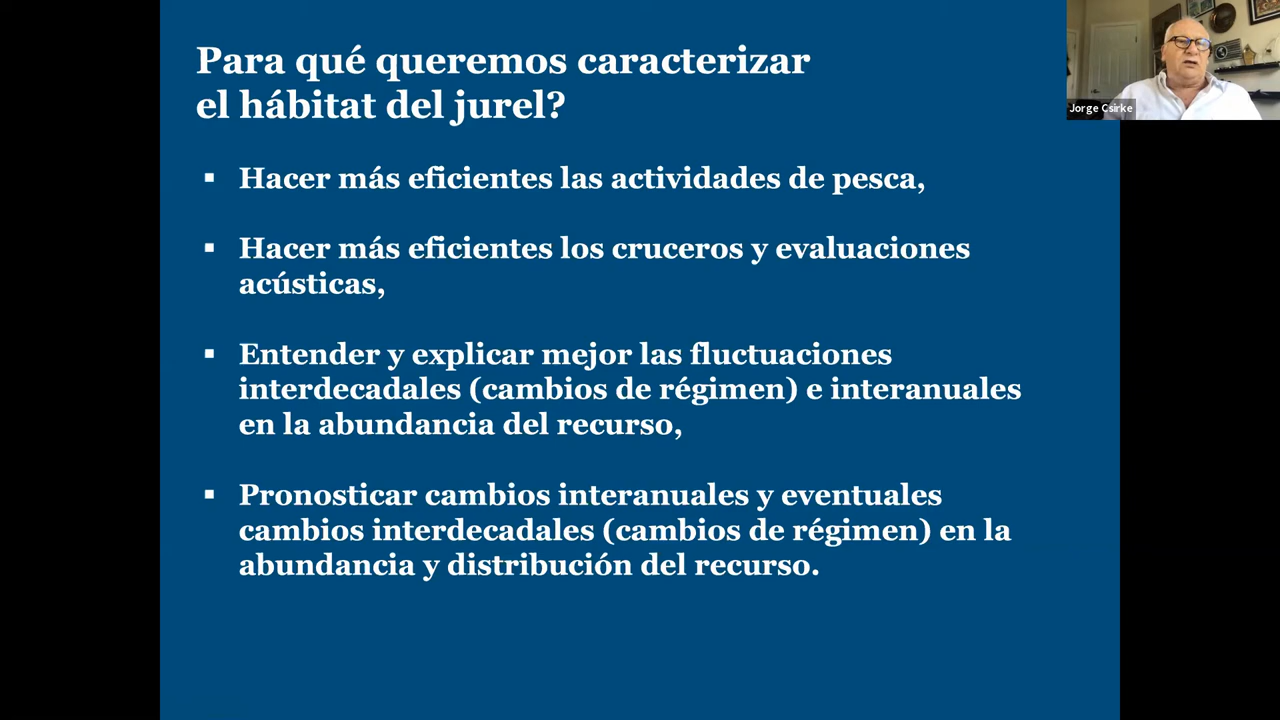 Para qué queremos caracterizar
el hábitat del jurel?
▪ Hacer más eficientes las actividades de pesca,
▪ Hacer más eficientes los cruceros y evaluaciones
acústicas,
▪ Entender y explicar mejor las fluctuaciones
interdecadales (cambios de régimen) e interanuales
en la abundancia del recurso,
▪ Pronosticar cambios interanuales y eventuales
cambios interdecadales (cambios de régimen) en la
abundancia y distribución del recurso.
Jorge Csirke